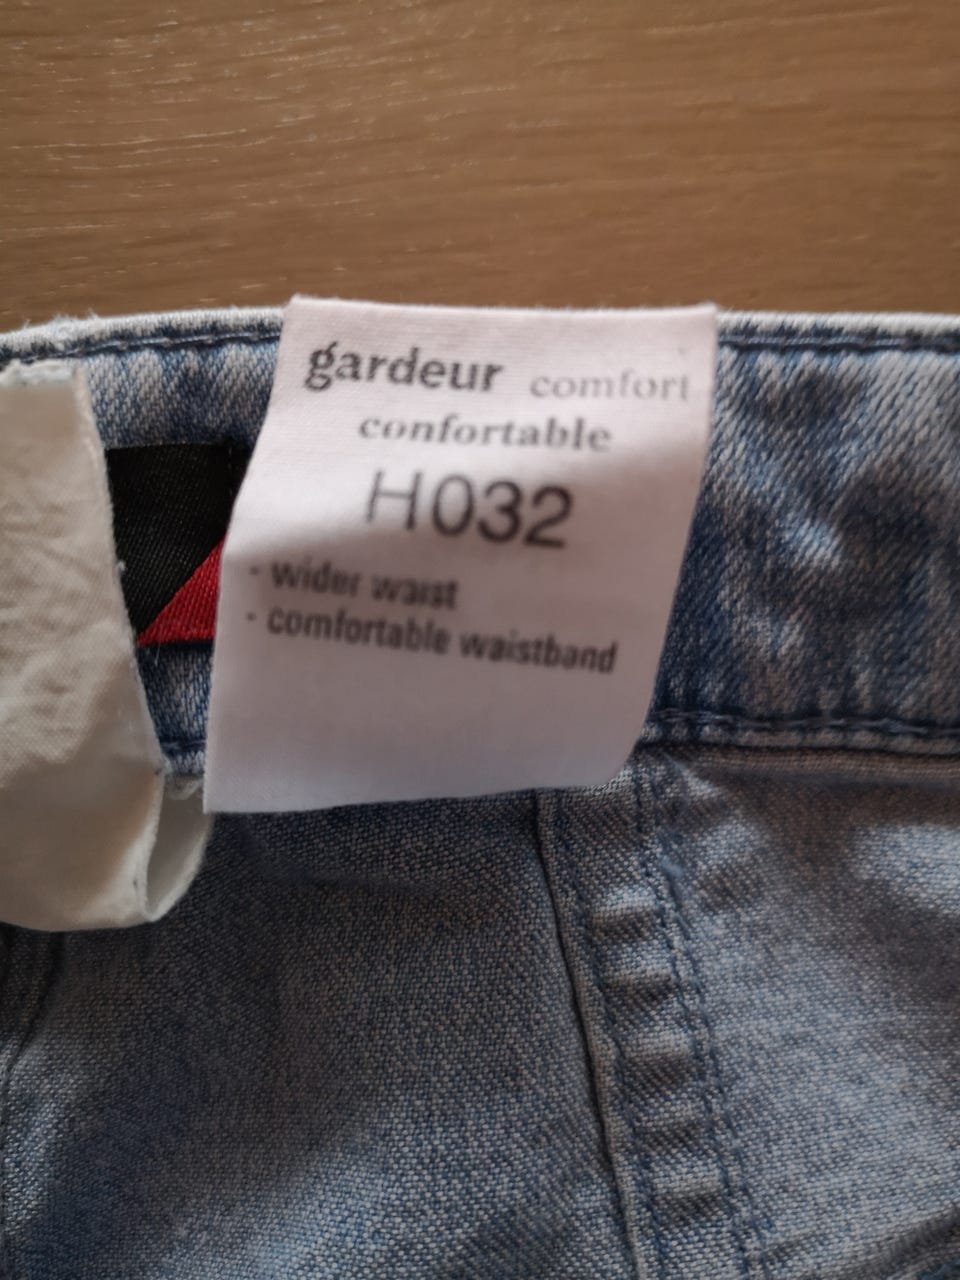 gardeur comfort
confortable
H032
- wider waist
- comfortable waistband